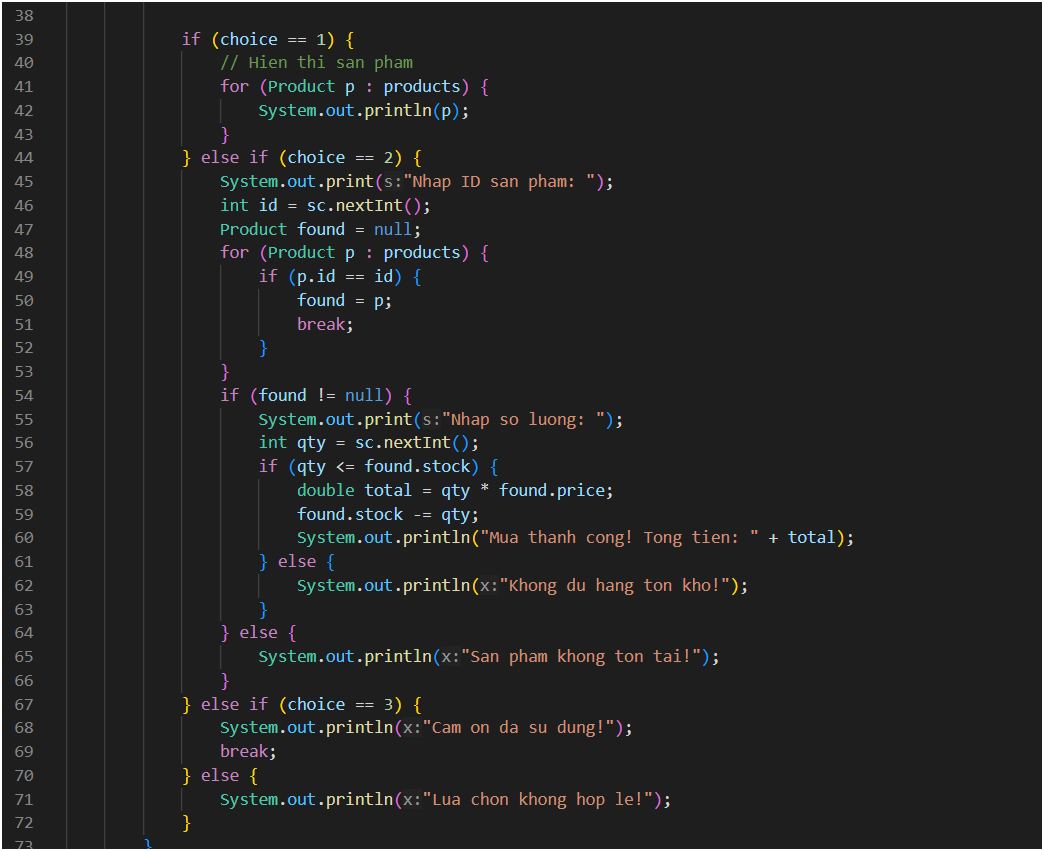 38
39 if (choice == 1) {
40 // Hien thi san pham
41 for (Product p : products) {
42 System.out.println(p);
43 }
44 } else if (choice == 2) {
45 System.out.print(s:"Nhap ID san pham: ");
46 int id = sc.nextInt();
47 Product found = null;
48 for (Product p : products) {
49 if (p.id == id) {
50 found = p;
51 break;
52 }
53 }
54 if (found != null) {
55 System.out.print(s:"Nhap so luong: ");
56 int qty = sc.nextInt();
57 if (qty <= found.stock) {
58 double total = qty * found.price;
59 found.stock -= qty;
60 System.out.println("Mua thanh cong! Tong tien: " + total);
61 } else {
62 System.out.println(x:"Khong du hang ton kho!");
63 }
64 } else {
65 System.out.println(x:"San pham khong ton tai!");
66 }
67 } else if (choice == 3) {
68 System.out.println(x:"Cam on da su dung!");
69 break;
70 } else {
71 System.out.println(x:"Lua chon khong hop le!");
72 }
73 }